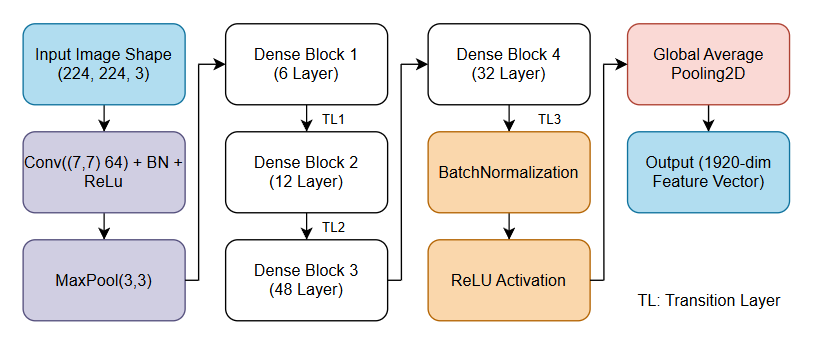 Input Image Shape
(224, 224, 3)
Conv((7,7) 64) + BN +
ReLu
MaxPool(3,3)
Dense Block 1
(6 Layer)
TL1
Dense Block 2
(12 Layer)
TL2
Dense Block 3
(48 Layer)
Dense Block 4
(32 Layer)
TL3
BatchNormalization
ReLU Activation
Global Average
Pooling2D
Output (1920-dim
Feature Vector)
TL: Transition Layer